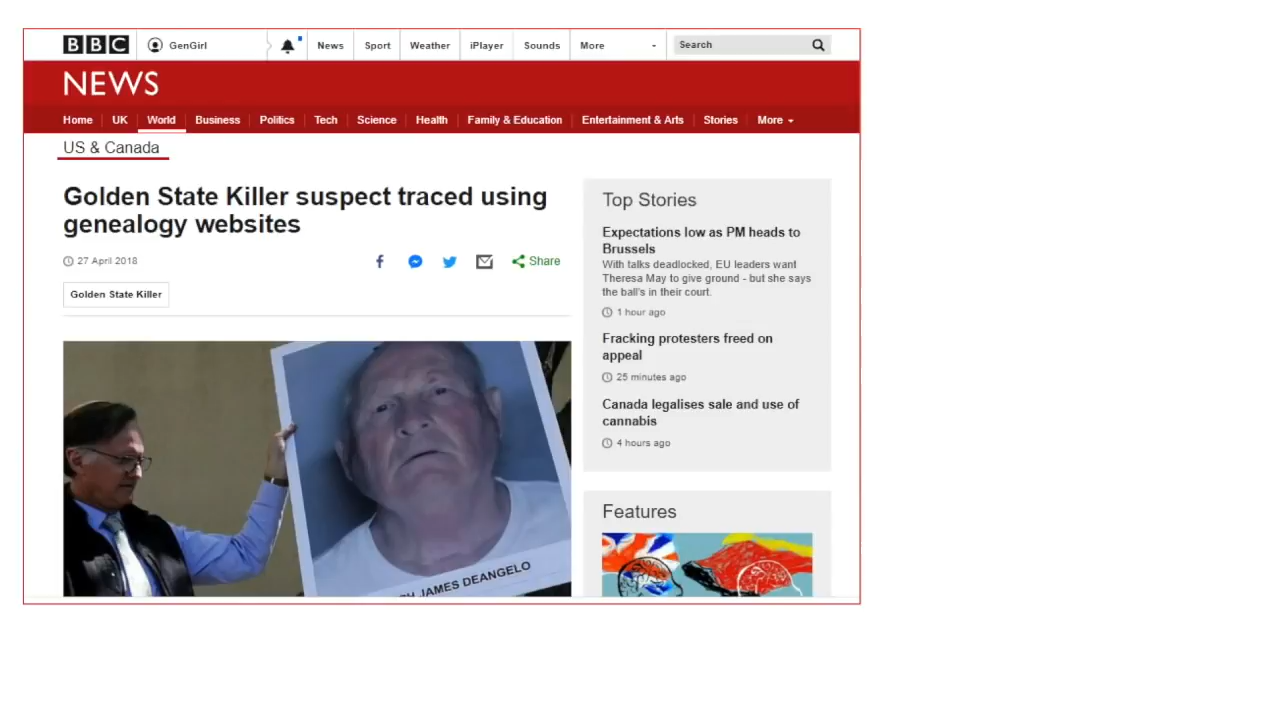 BBC
GenGirl
News
Sport
Weather
iPlayer
Sounds
More
Search
NEWS
Home
UK
World
Business
Politics
Tech
Science
Health
Family & Education
Entertainment & Arts
Stories
More
US & Canada
Golden State Killer suspect traced using
genealogy websites
27 April 2018
Share
Golden State Killer
JAMES DEANGELO
Top Stories
Expectations low as PM heads to
Brussels
With talks deadlocked, EU leaders want
Theresa May to give ground - but she says
the ball's in their court.
1 hour ago
Fracking protesters freed on
appeal
25 minutes ago
Canada legalises sale and use of
cannabis
4 hours ago
Features